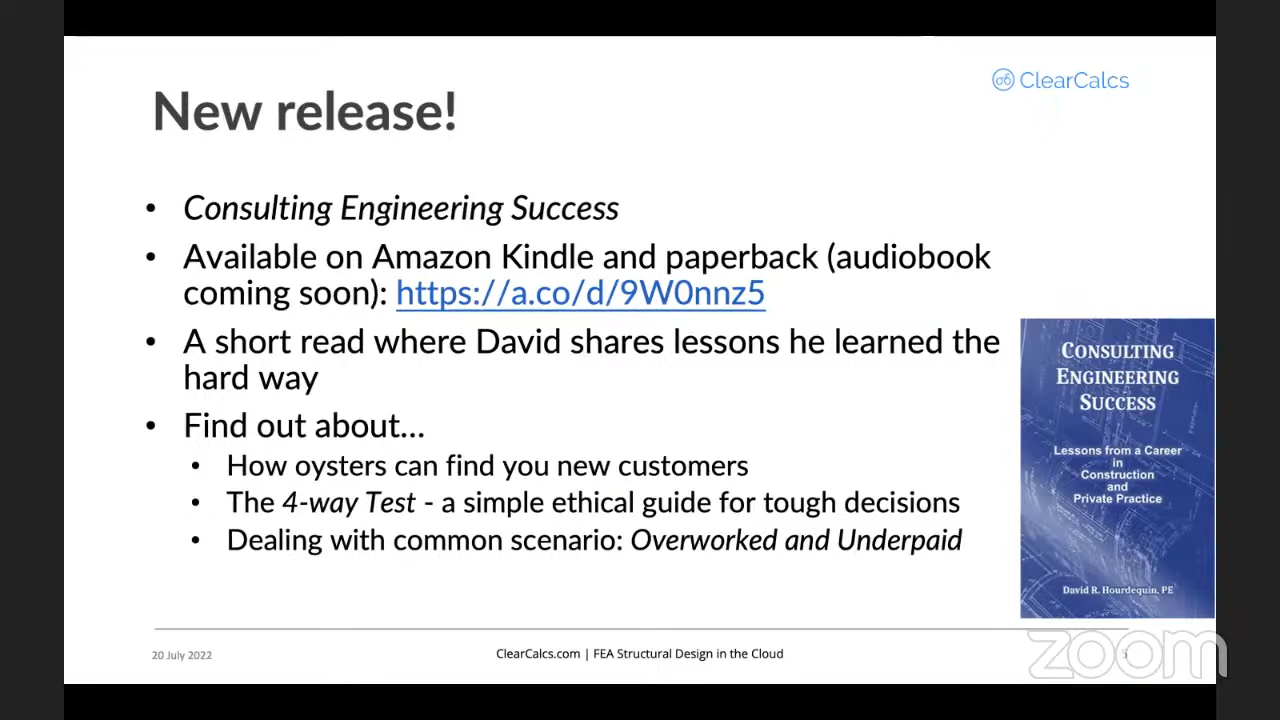 ClearCalcs
New release!
• Consulting Engineering Success
• Available on Amazon Kindle and paperback (audiobook
coming soon): https://a.co/d/9W0nnz5
• A short read where David shares lessons he learned the
hard way
• Find out about...
• How oysters can find you new customers
• The 4-way Test - a simple ethical guide for tough decisions
• Dealing with common scenario: Overworked and Underpaid
CONSULTING
ENGINEERING
SUCCESS
Lessons from a Career
in
Construction
and
Private Practice
David R. Hourdequin, PE
20 July 2022
ClearCalcs.com | FEA Structural Design in the Cloud
5
zoom